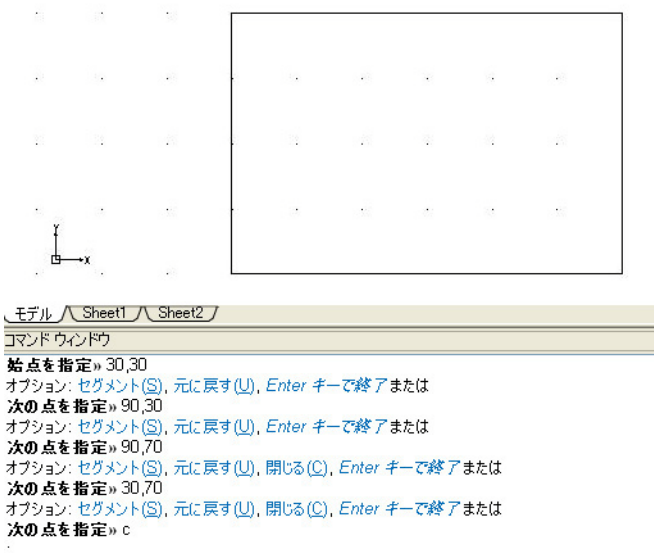 Y
X
モデル Sheet1 Sheet2
コマンド ウィンドウ
始点を指定» 30,30
オプション: セグメント(S), 元に戻す(U), Enter キーで終了または
次の点を指定» 90,30
オプション: セグメント(S), 元に戻す(U), Enter キーで終了または
次の点を指定» 90,70
オプション: セグメント(S), 元に戻す(U), 閉じる(C), Enter キーで終了または
次の点を指定» 30,70
オプション: セグメント(S), 元に戻す(U), 閉じる(C), Enter キーで終了または
次の点を指定» c
: